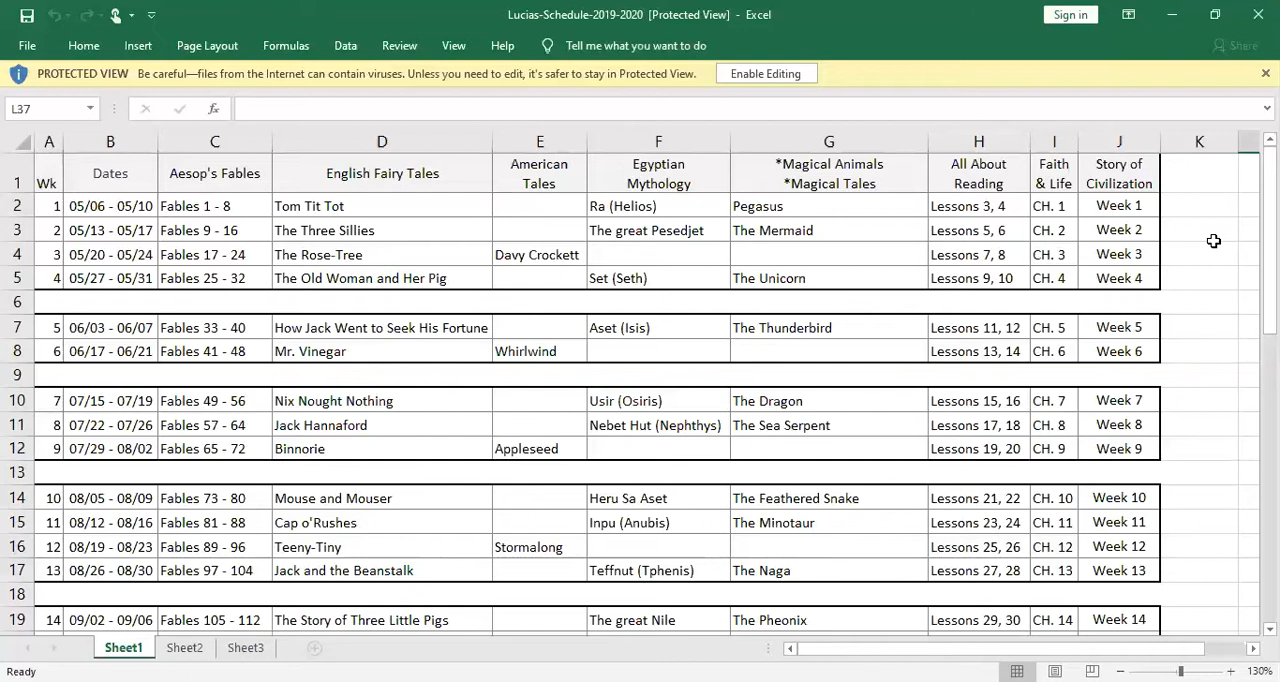 Lucias-Schedule-2019-2020 [Protected View] - Excel
Sign in
File Home Insert Page Layout Formulas Data Review View Help Tell me what you want to do Share
PROTECTED VIEW Be careful—files from the Internet can contain viruses. Unless you need to edit, it's safer to stay in Protected View. Enable Editing
L37 fx
A B C D E F G H I J K
1 Wk Dates Aesop's Fables English Fairy Tales American Tales Egyptian Mythology *Magical Animals *Magical Tales All About Reading Faith & Life Story of Civilization
2 1 05/06 - 05/10 Fables 1 - 8 Tom Tit Tot Ra (Helios) Pegasus Lessons 3, 4 CH. 1 Week 1
3 2 05/13 - 05/17 Fables 9 - 16 The Three Sillies The great Pesedjet The Mermaid Lessons 5, 6 CH. 2 Week 2
4 3 05/20 - 05/24 Fables 17 - 24 The Rose-Tree Davy Crockett Lessons 7, 8 CH. 3 Week 3
5 4 05/27 - 05/31 Fables 25 - 32 The Old Woman and Her Pig Set (Seth) The Unicorn Lessons 9, 10 CH. 4 Week 4
6
7 5 06/03 - 06/07 Fables 33 - 40 How Jack Went to Seek His Fortune Aset (Isis) The Thunderbird Lessons 11, 12 CH. 5 Week 5
8 6 06/17 - 06/21 Fables 41 - 48 Mr. Vinegar Whirlwind Lessons 13, 14 CH. 6 Week 6
9
10 7 07/15 - 07/19 Fables 49 - 56 Nix Nought Nothing Usir (Osiris) The Dragon Lessons 15, 16 CH. 7 Week 7
11 8 07/22 - 07/26 Fables 57 - 64 Jack Hannaford Nebet Hut (Nephthys) The Sea Serpent Lessons 17, 18 CH. 8 Week 8
12 9 07/29 - 08/02 Fables 65 - 72 Binnorie Appleseed Lessons 19, 20 CH. 9 Week 9
13
14 10 08/05 - 08/09 Fables 73 - 80 Mouse and Mouser Heru Sa Aset The Feathered Snake Lessons 21, 22 CH. 10 Week 10
15 11 08/12 - 08/16 Fables 81 - 88 Cap o'Rushes Inpu (Anubis) The Minotaur Lessons 23, 24 CH. 11 Week 11
16 12 08/19 - 08/23 Fables 89 - 96 Teeny-Tiny Stormalong Lessons 25, 26 CH. 12 Week 12
17 13 08/26 - 08/30 Fables 97 - 104 Jack and the Beanstalk Teffnut (Tphenis) The Naga Lessons 27, 28 CH. 13 Week 13
18
19 14 09/02 - 09/06 Fables 105 - 112 The Story of Three Little Pigs The great Nile The Pheonix Lessons 29, 30 CH. 14 Week 14
Sheet1 Sheet2 Sheet3
Ready 130%